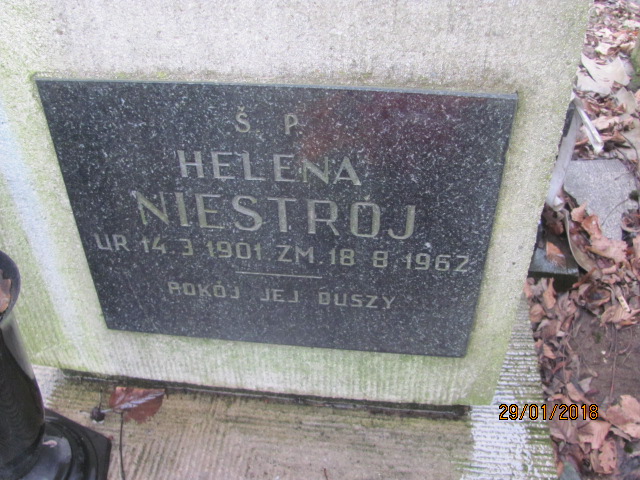 Ś. P.
HELENA
NIESTRÓJ
UR 14.3.1901. ZM 18.8.1962
POKÓJ JEJ DUSZY
29/01/2018